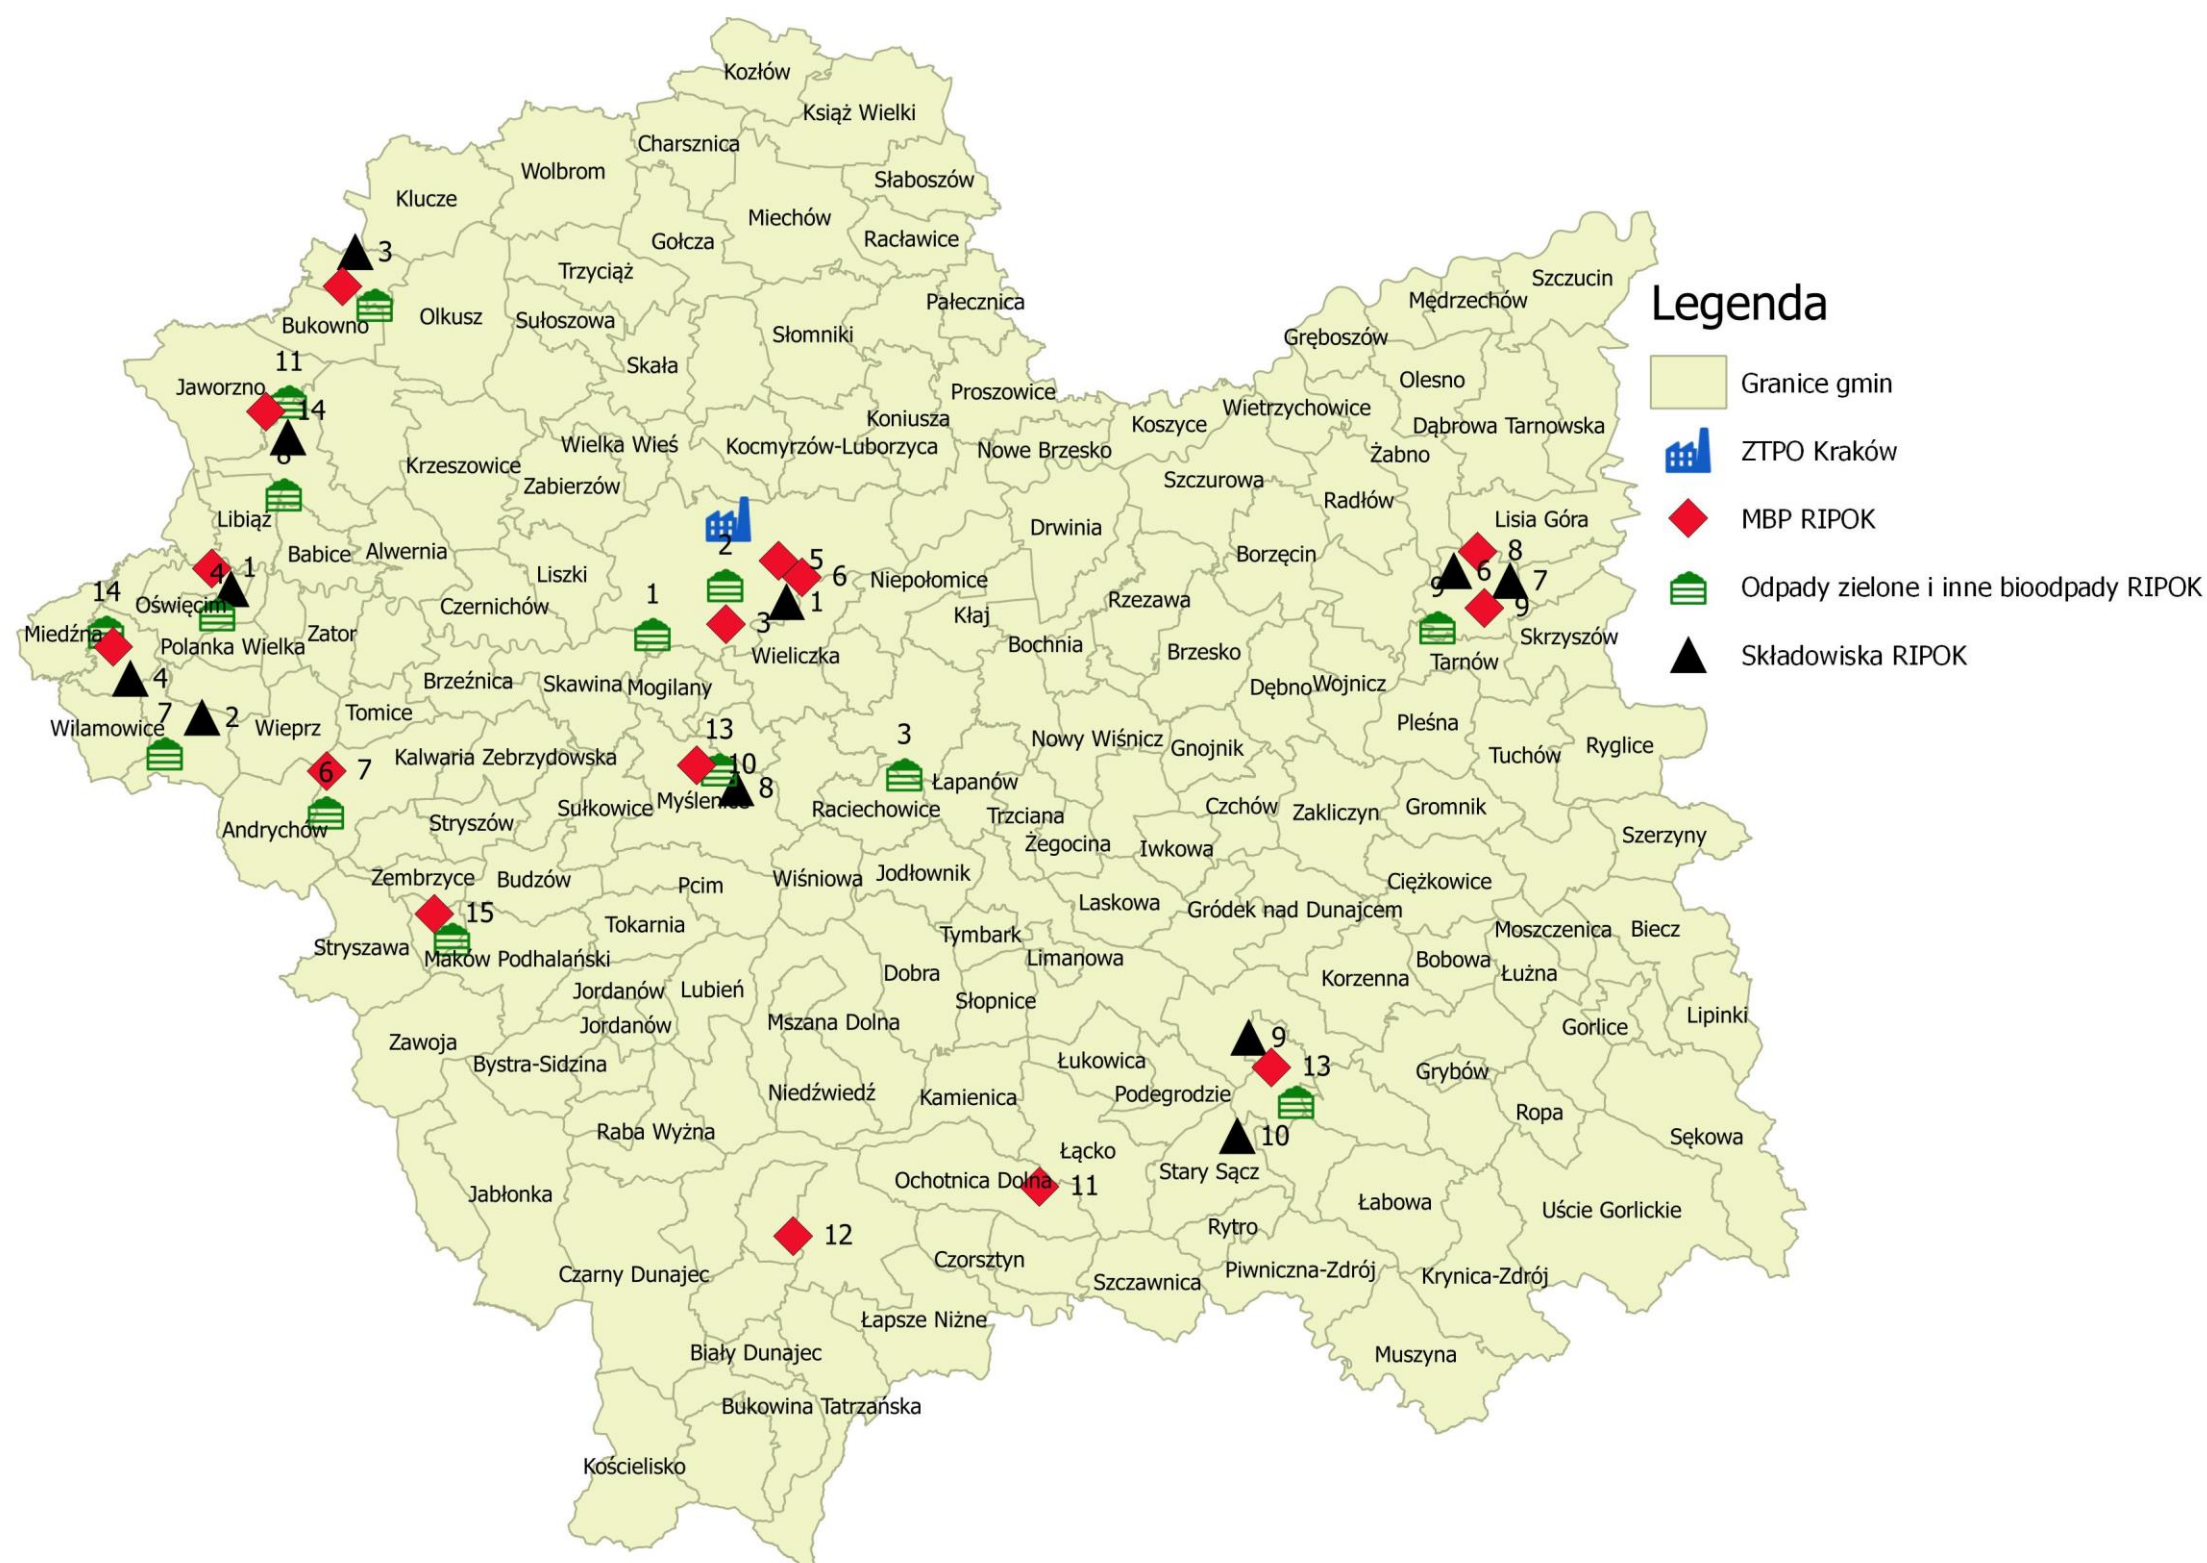 Kozłów
Książ Wielki
Charsznica
Wolbrom
Słaboszów
Klucze
Miechów
Gołcza
Racławice
3
Trzyciąż
Szczucin
Pałecznica
Mędrzechów
Legenda
Bukowno
Olkusz
Sułoszowa
Słomniki
Gręboszów
11
Skała
Jaworzno
Olesno
Granice gmin
Proszowice
14
Koniusza
Wietrzychowice
Koszyce
Dąbrowa Tarnowska
Wielka Wieś
Kocmyrzów-Luborzyca
Nowe Brzesko
Żabno
ZTPO Kraków
8
Krzeszowice
Zabierzów
Szczurowa
Radłów
Libiąż
Lisia Góra
MBP RIPOK
Drwinia
2
Babice
Alwernia
Borzęcin
8
5
4
1
Liszki
6
Niepołomice
6
7
14
Oświęcim
Czernichów
1
1
Kłaj
Rzezawa
9
9
Odpady zielone i inne bioodpady RIPOK
Miedźna
Polanka Wielka
Zator
3
Wieliczka
Bochnia
Brzesko
Skrzyszów
Tarnów
Składowiska RIPOK
4
Brzeźnica
Skawina
Mogilany
Dębno
Wojnicz
7
2
Wilamowice
Wieprz
Tomice
13
3
Nowy Wiśnicz
Gnojnik
Pleśna
Tuchów
Ryglice
6
7
Kalwaria Zebrzydowska
10
8
Łapanów
Andrychów
Stryszów
Sułkowice
Myślenice
Raciechowice
Trzciana
Czchów
Zakliczyn
Gromnik
Szerzyny
Żegocina
Iwkowa
Zembrzyce
Budzów
Pcim
Wiśniowa
Jodłownik
Ciężkowice
15
Tokarnia
Laskowa
Gródek nad Dunajcem
Stryszawa
Maków Podhalański
Tymbark
Limanowa
Moszczenica
Biecz
Bobowa
Łużna
Jordanów
Lubień
Dobra
Słopnice
Korzenna
Jordanów
Mszana Dolna
Gorlice
Lipinki
Zawoja
9
Bystra-Sidzina
Łukowica
13
Grybów
Niedźwiedź
Kamienica
Podegrodzie
Ropa
Raba Wyżna
10
Sękowa
Łącko
Jabłonka
Ochotnica Dolna
11
Stary Sącz
Łabowa
Uście Gorlickie
12
Rytro
Czarny Dunajec
Czorsztyn
Szczawnica
Piwniczna-Zdrój
Krynica-Zdrój
Łapsze Niżne
Biały Dunajec
Muszyna
Bukowina Tatrzańska
Kościelisko